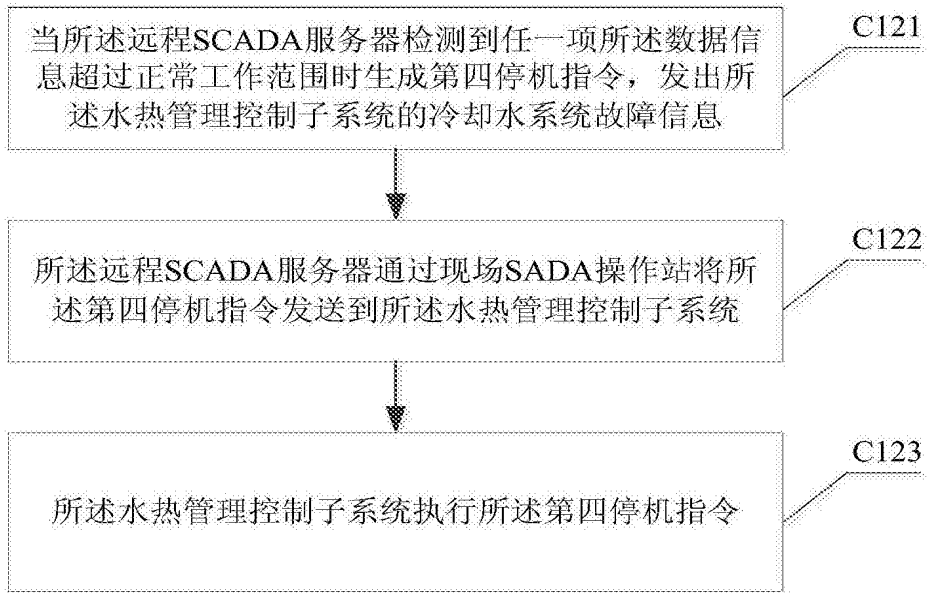 当所述远程SCADA服务器检测到任一项所述数据信
息超过正常工作范围时生成第四停机指令，发出所
述水热管理控制子系统的冷却水系统故障信息
C121
所述远程SCADA服务器通过现场SADA操作站将所
述第四停机指令发送到所述水热管理控制子系统
C122
所述水热管理控制子系统执行所述第四停机指令
C123